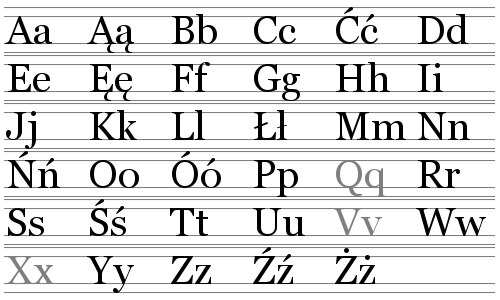 Aa Ąą Bb Cc Ćć Dd
Ee Ęę Ff Gg Hh Ii
Jj Kk Ll Łł Mm Nn
Ńń Oo Óó Pp Qq Rr
Ss Śś Tt Uu Vv Ww
Xx Yy Zz Źź Żż